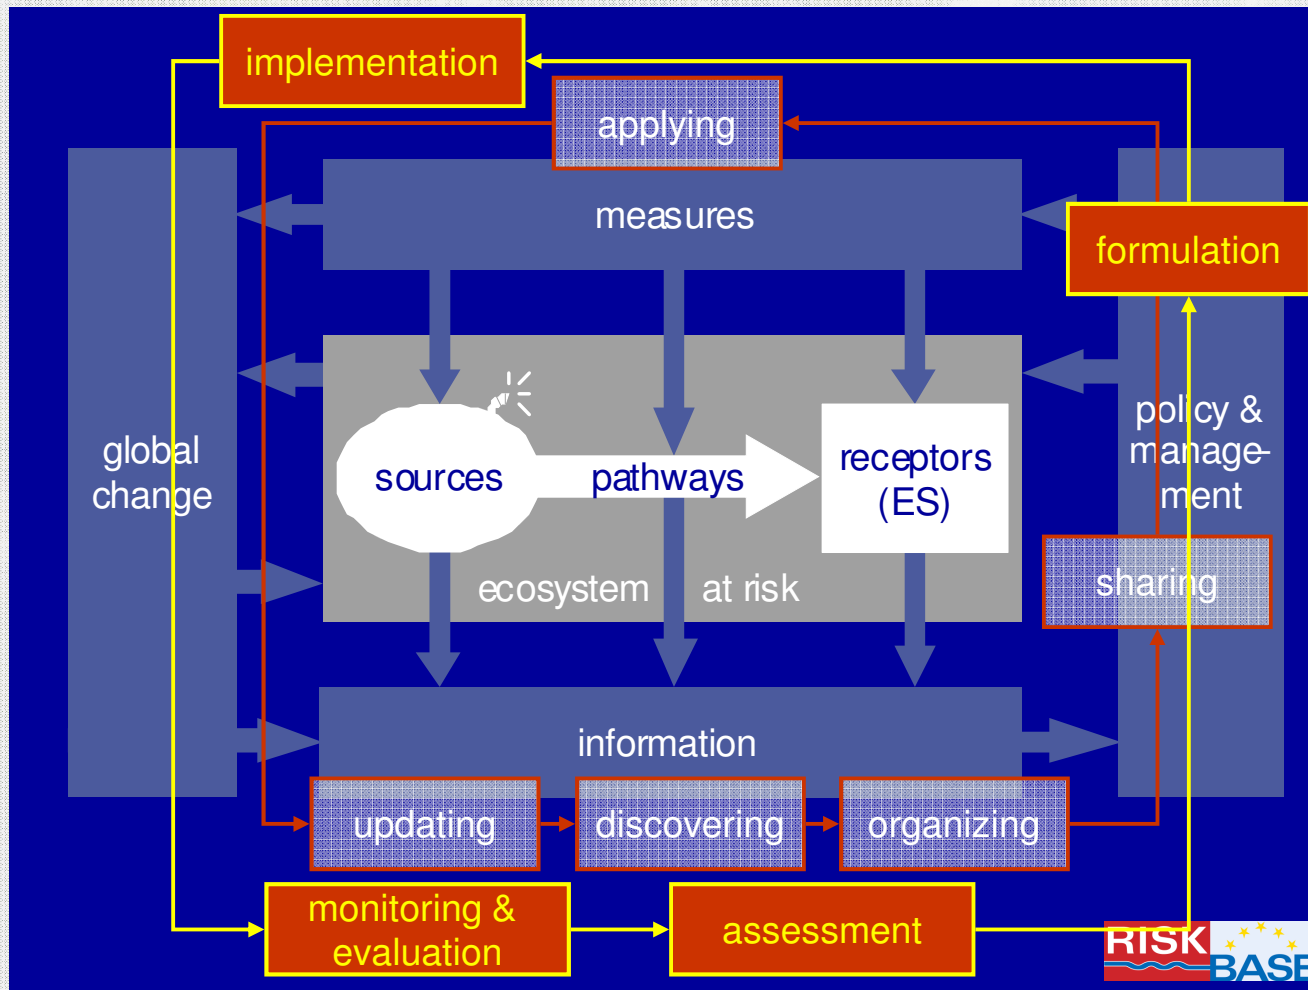 implementation
applying
measures
formulation
global
change
sources
pathways
receptors
(ES)
policy &
manage-
ment
ecosystem at risk
sharing
information
updating
discovering
organizing
monitoring &
evaluation
assessment
RISK
BASE